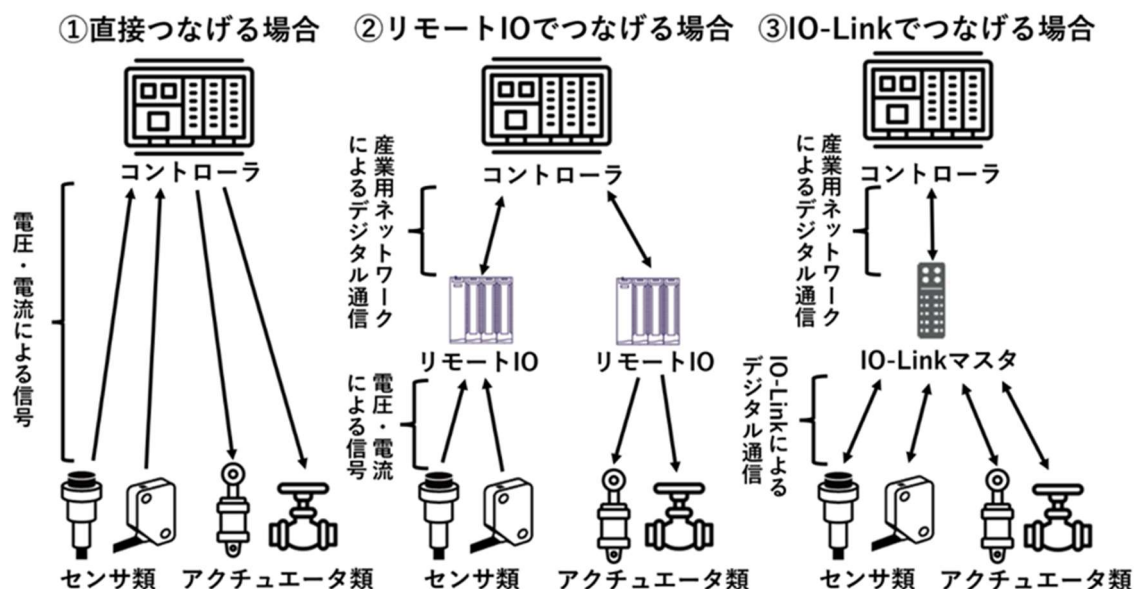 ①直接つなげる場合
コントローラ
電圧・電流による信号
センサ類
アクチュエータ類
②リモートIOでつなげる場合
コントローラ
産業用ネットワーク
によるデジタル通信
リモートIO
リモートIO
電圧・電流
による信号
センサ類
アクチュエータ類
③IO-Linkでつなげる場合
コントローラ
産業用ネットワーク
によるデジタル通信
IO-Linkマスタ
IO-Linkによる
デジタル通信
センサ類
アクチュエータ類